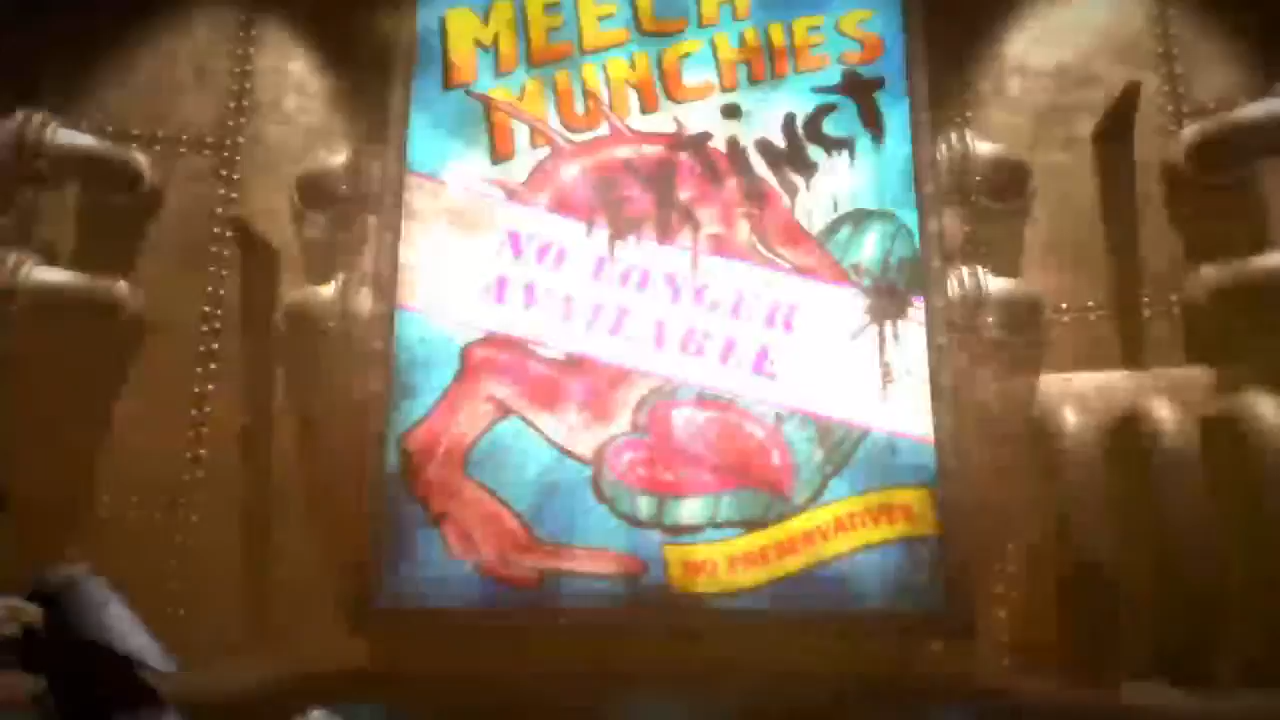 MEECH
MUNCHIES
EXTINCT
NO LONGER
AVAILABLE
NO PRESERVATIVES